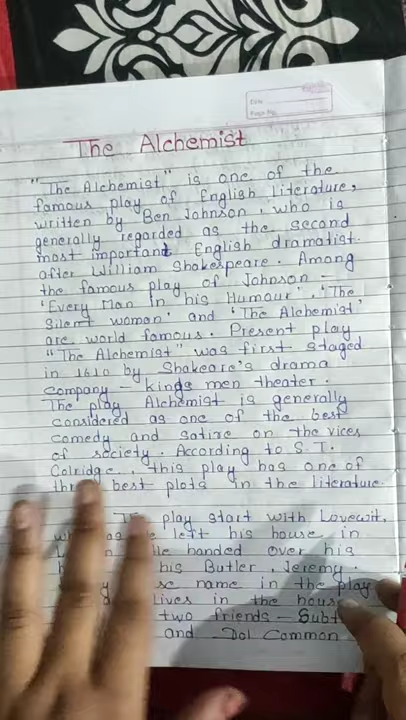 Date
Page No.
The Alchemist
"The Alchemist" is one of the
famous play of English Literature,
written by Ben Johnson, who is
generally regarded as the second
most important English dramatist
after William Shakespeare. Among
the famous play of Johnson -
'Every Man in his Humour', 'The
Silent woman' and 'The Alchemist'
are world famous. Present play
"The Alchemist" was first staged
in 1610 by Shakeare's drama
company - kings men theater.
The play Alchemist is generally
considered as one of the best
comedy and satire on the vices
of society. According to S.T.
Colridge, this play has one of
three best plots in the literature.
play start with Lovewit,
left his house in
handed over his
his Butler, Jeremy.
name in the play
lives in the house
two friends -
and Dol Common